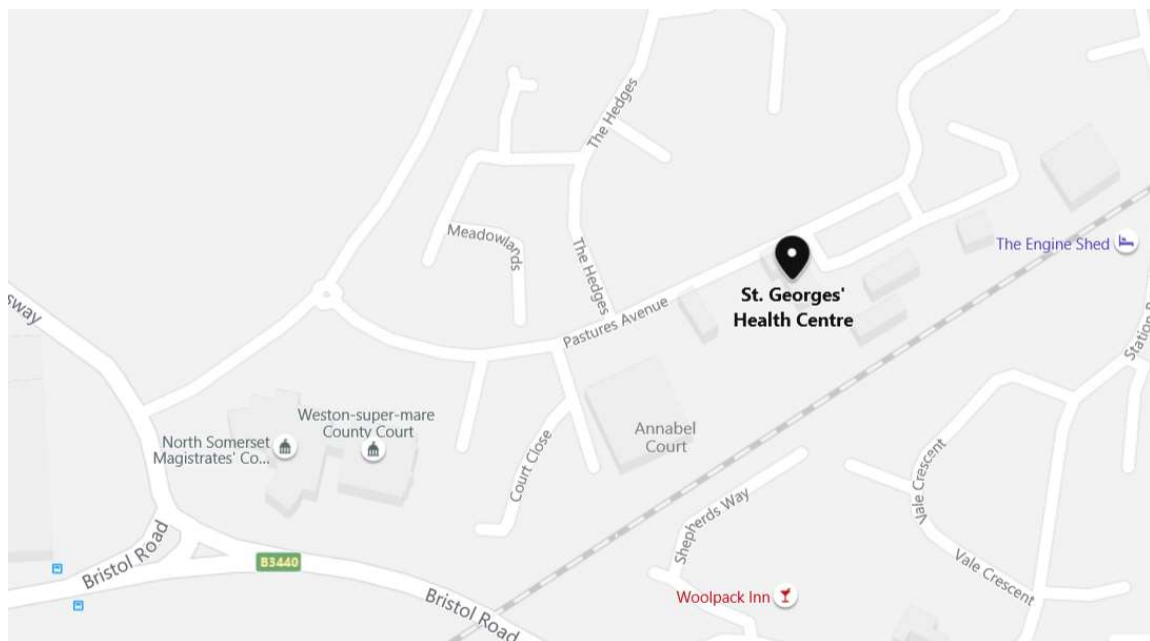 The Hedges
Meadowlands
The Hedges
The Engine Shed
St. Georges'
Health Centre
Pastures Avenue
sway
Station R
Weston-super-mare
County Court
North Somerset
Magistrates' Co...
Annabel
Court
Court Close
Vale Crescent
Shepherds Way
Bristol Road
B3440
Vale Crescent
Woolpack Inn
Bristol Road